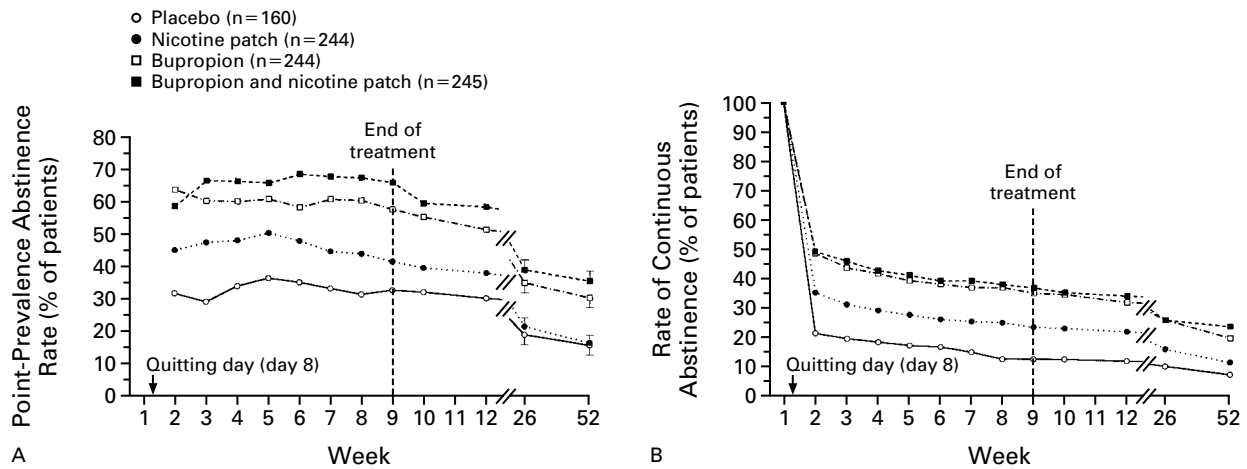 Placebo (n=160)
Nicotine patch (n=244)
Bupropion (n=244)
Bupropion and nicotine patch (n=245)
Point-Prevalence Abstinence
Rate (% of patients)
80
70
60
50
40
30
20
10
0
End of
treatment
Quitting day (day 8)
1 2 3 4 5 6 7 8 9 10 11 12 26 52
Week
A
Rate of Continuous
Abstinence (% of patients)
100
90
80
70
60
50
40
30
20
10
0
End of
treatment
Quitting day (day 8)
1 2 3 4 5 6 7 8 9 10 11 12 26 52
Week
B